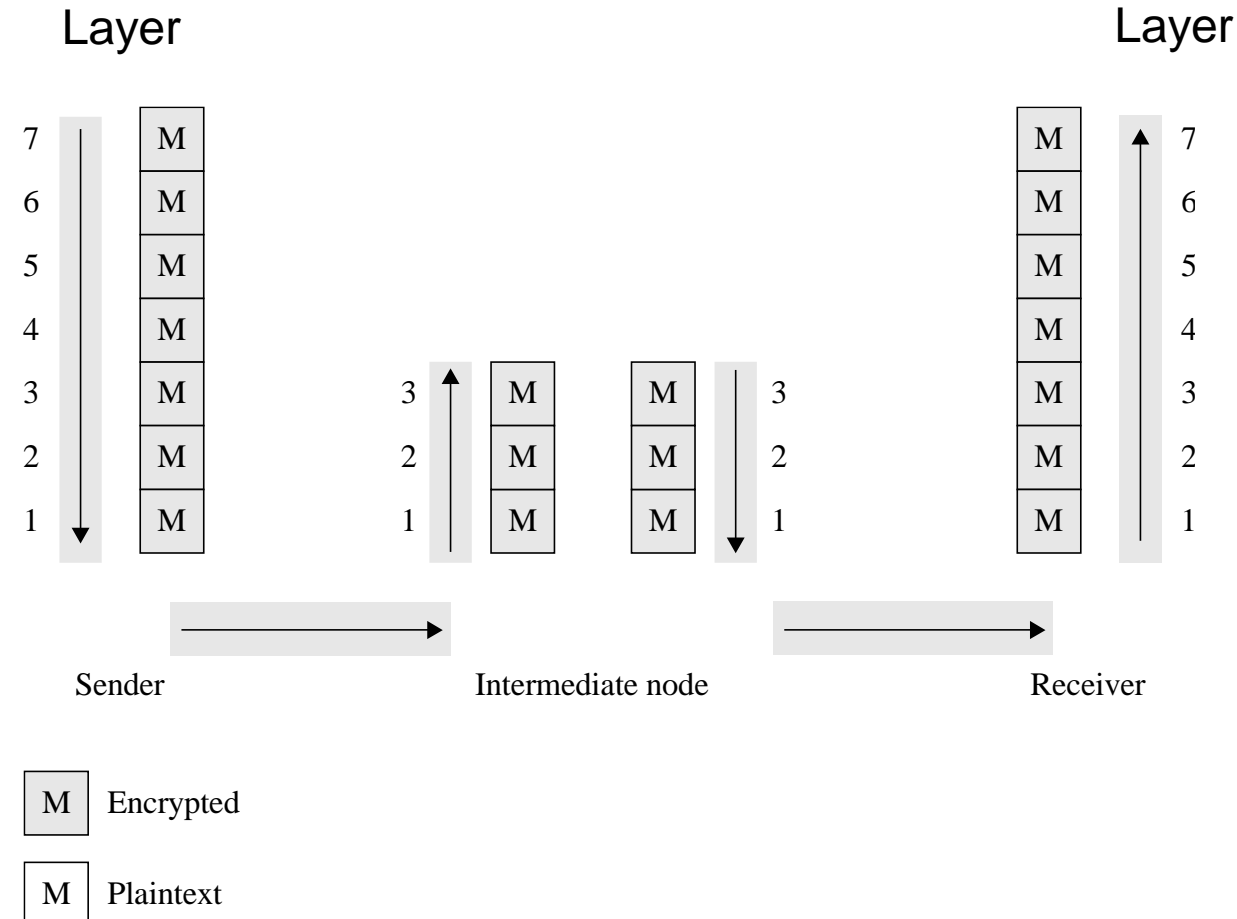 Layer Layer
7 M M 7
6 M M 6
5 M M 5
4 M M 4
3 M 3 M M 3 M 3
2 M 2 M M 2 M 2
1 M 1 M M 1 M 1
Sender Intermediate node Receiver
M Encrypted
M Plaintext